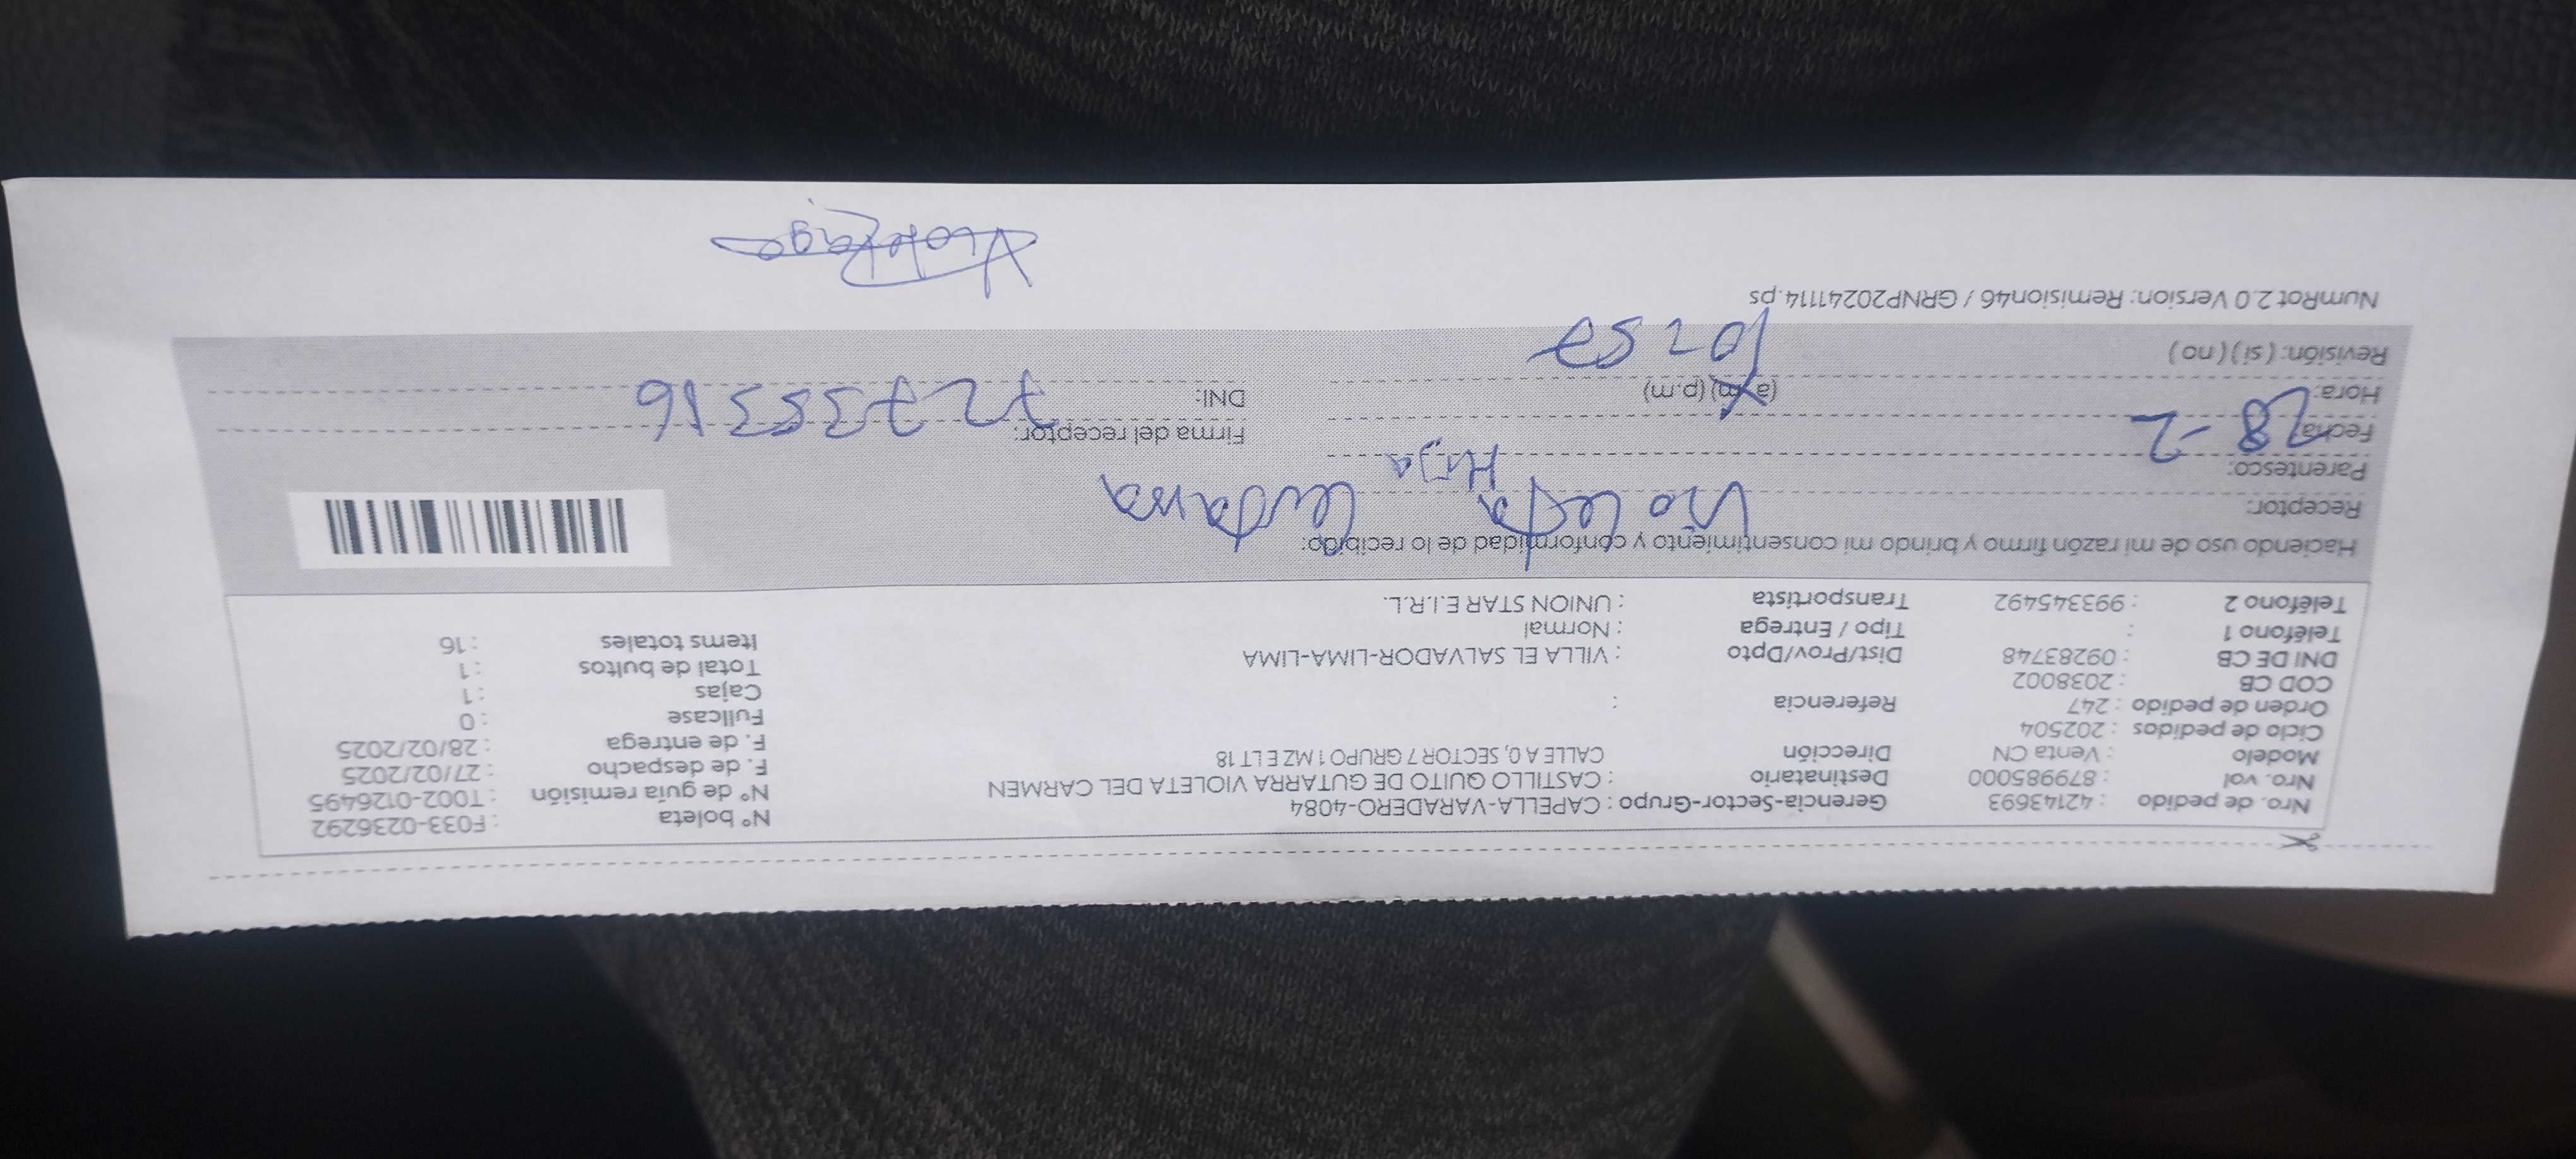 Nro. de pedido : 42143693 Gerencia-Sector-Grupo : CAPELLA-VARADERO-4084 N° boleta : F033-0236292
Nro. vol : 879985000 Destinatario : CASTILLO QUITO DE GUTARRA VIOLETA DEL CARMEN N° de guía remisión : T002-0126495
Modelo : Venta CN Dirección CALLE A 0, SECTOR 7 GRUPO 1 MZ E LT 18 F. de despacho : 27/02/2025
Ciclo de pedidos : 202504 F. de entrega : 28/02/2025
Orden de pedido : 247 Referencia : Fullcase : 0
COD CB : 2038002 Cajas : 1
DNI DE CB : 09283748 Dist/Prov/Dpto : VILLA EL SALVADOR-LIMA-LIMA Total de bultos : 1
Teléfono 1 : Tipo / Entrega : Normal Items totales : 16
Teléfono 2 : 993345492 Transportista : UNION STAR E.I.R.L.
Haciendo uso de mi razón firmo y brindo mi consentimiento y conformidad de lo recibido:
Receptor: Violeta
Parentesco: Hija
Fecha: 28-2 Firma del receptor:
Hora: (a.m) (p.m) DNI: 72735316
Revisión: ( si ) ( no ) 10:59
NumRot 2.0 Version: Remision46 / GRNP20241114.ps